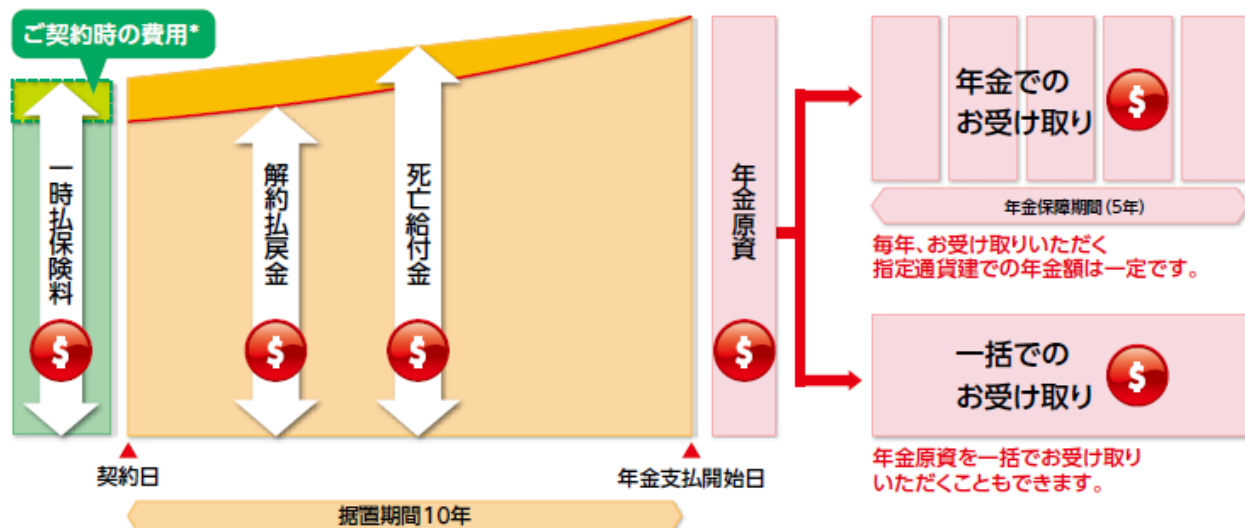 ご契約時の費用*
一時払保険料
$
解約払戻金
$
死亡給付金
$
年金原資
$
年金での
お受け取り
$
年金保障期間(5年)
毎年、お受け取りいただく
指定通貨建での年金額は一定です。
一括での
お受け取り
$
年金原資を一括でお受け取り
いただくこともできます。
契約日
年金支払開始日
据置期間10年